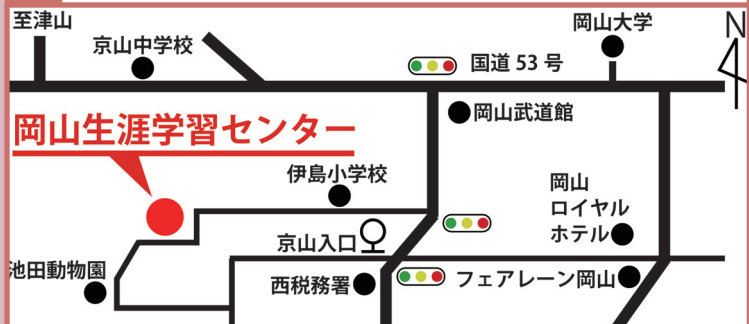 至津山
京山中学校
岡山大学
N
国道 53 号
岡山武道館
岡山生涯学習センター
伊島小学校
岡山
ロイヤル
ホテル
京山入口
池田動物園
西税務署
フェアレーン岡山